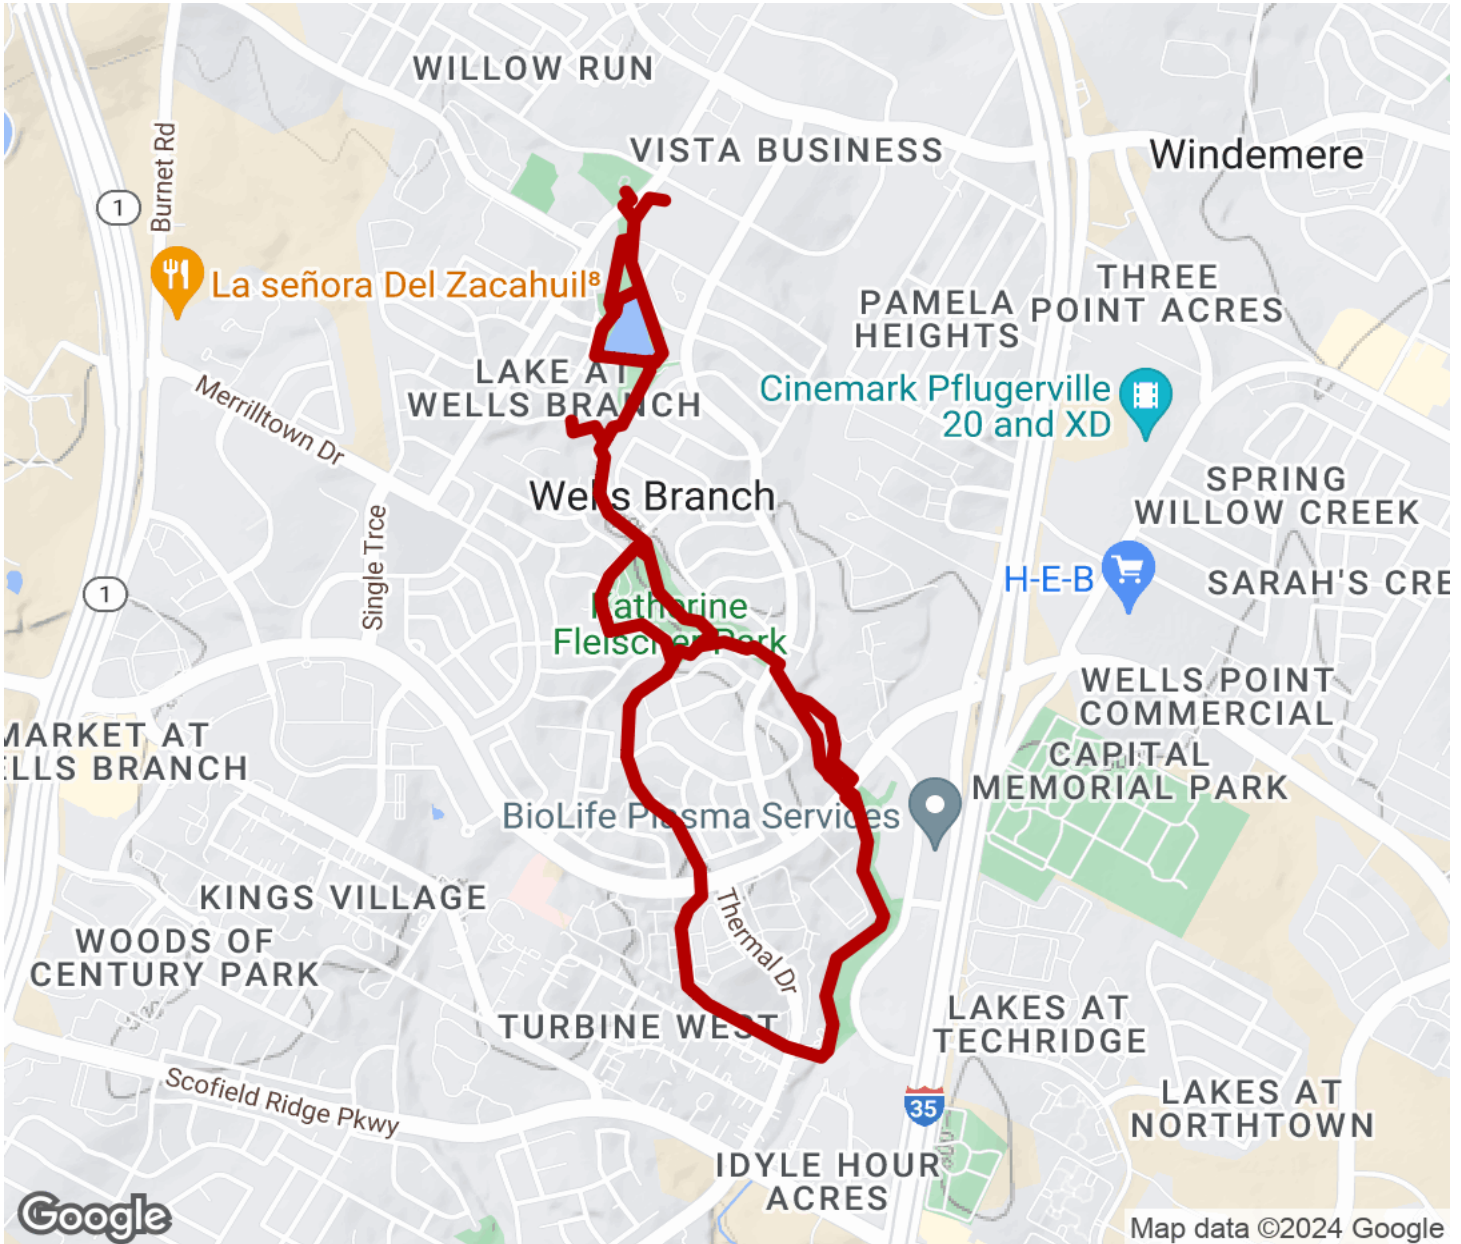 WILLOW RUN
VISTA BUSINESS
Windemere
Burnet Rd
1
La señora Del Zacahuil⁸
THREE
POINT ACRES
PAMELA
HEIGHTS
LAKE AT
WELLS BRANCH
Cinemark Pflugerville
20 and XD
Merrilltown Dr
SPRING
WILLOW CREEK
Wells Branch
Single Trce
H-E-B
SARAH'S CRE
1
Katherine
Fleischer Park
WELLS POINT
COMMERCIAL
MARKET AT
ELLS BRANCH
CAPITAL
MEMORIAL PARK
BioLife Plasma Services
KINGS VILLAGE
Thermal Dr
WOODS OF
CENTURY PARK
TURBINE WEST
LAKES AT
TECHRIDGE
Scofield Ridge Pkwy
35
LAKES AT
NORTHTOWN
IDYLE HOUR
ACRES
Google
Map data ©2024 Google